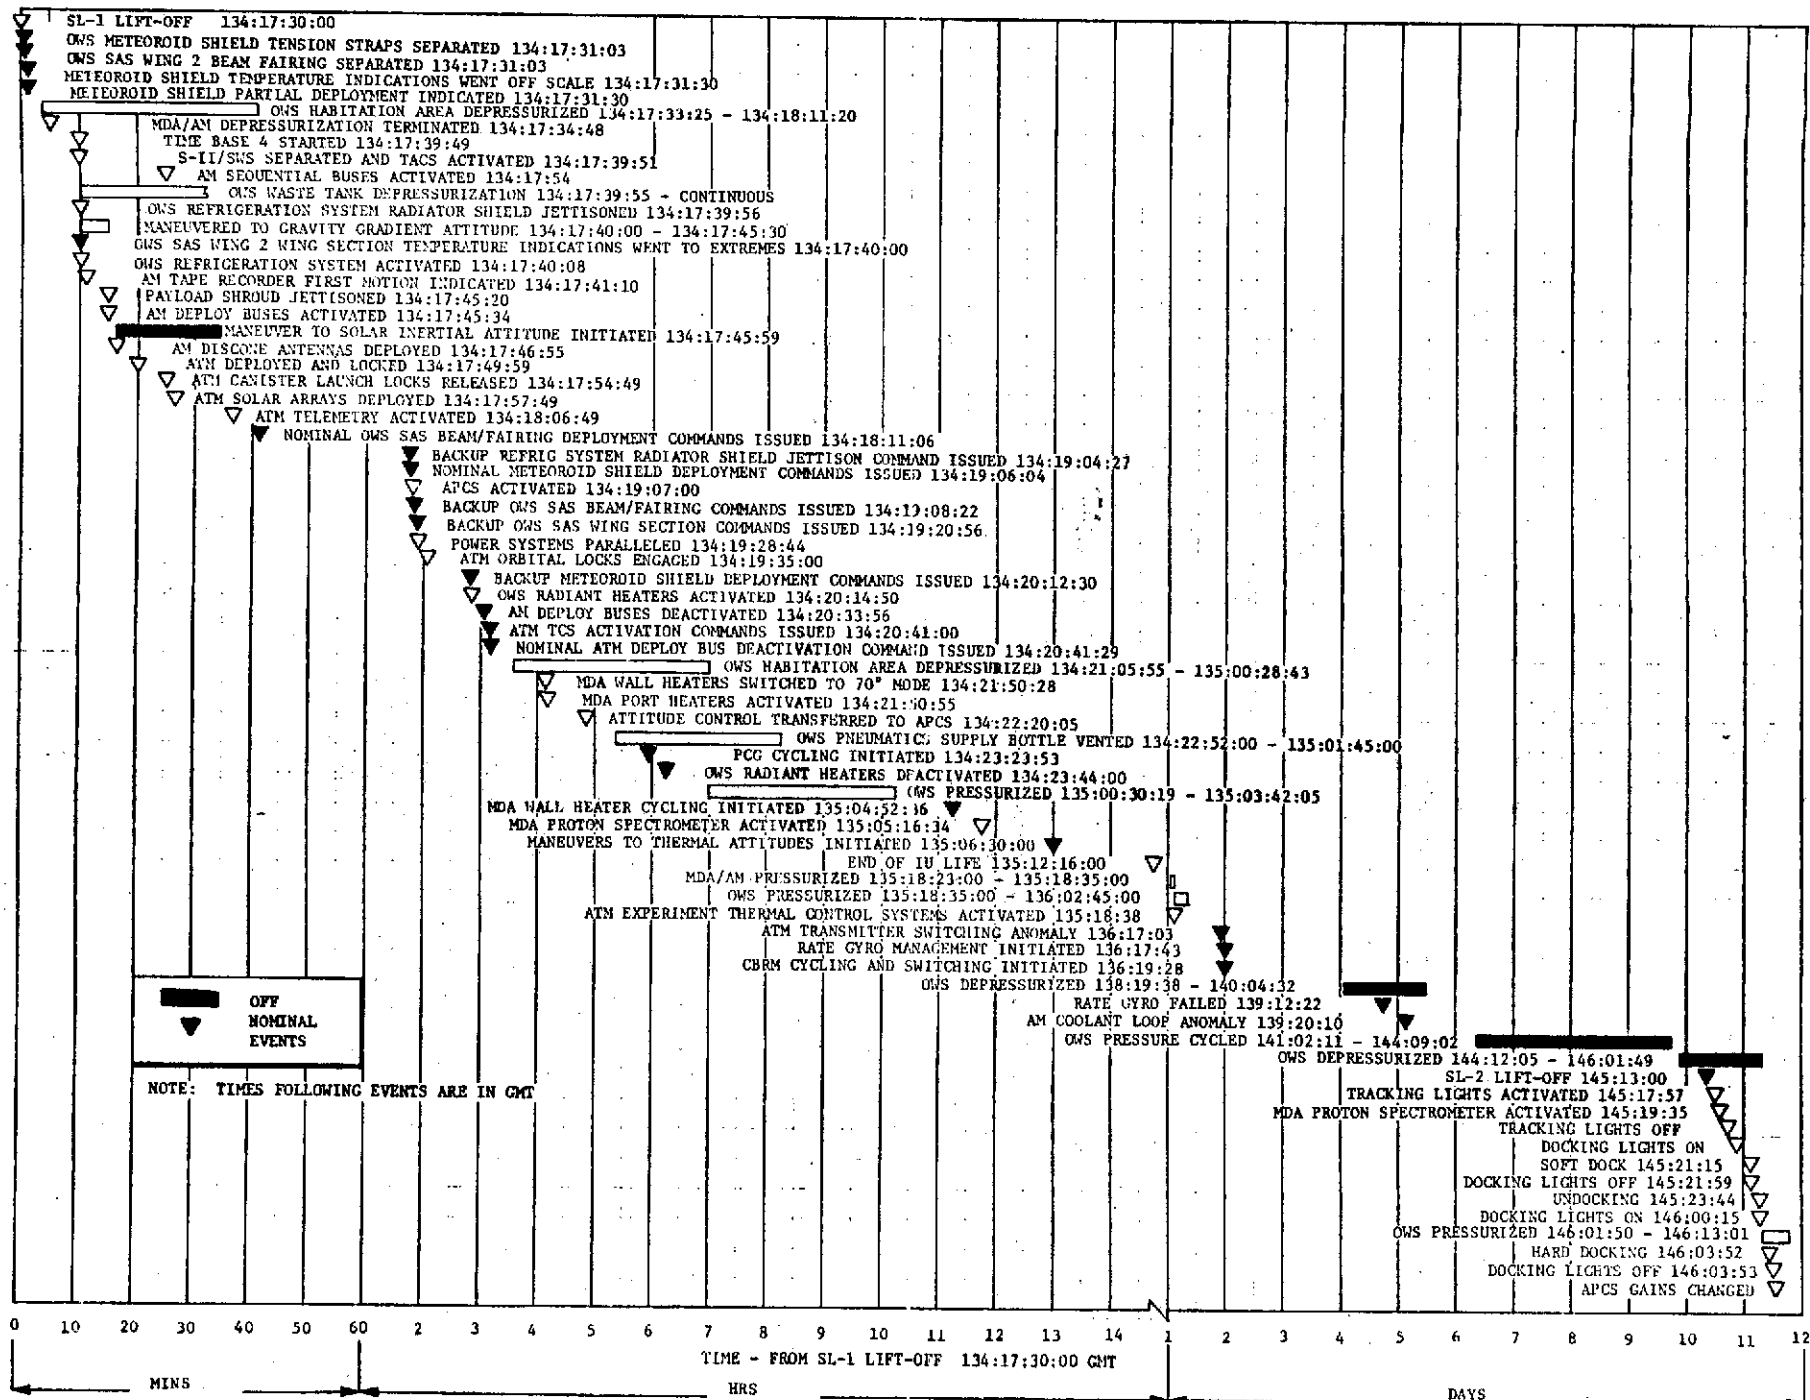 SL-1 LIFT-OFF 134:17:30:00
OWS METEOROID SHIELD TENSION STRAPS SEPARATED 134:17:31:03
OWS SAS WING 2 BEAM FAIRING SEPARATED 134:17:31:03
METEOROID SHIELD TEMPERATURE INDICATIONS WENT OFF SCALE 134:17:31:30
METEOROID SHIELD PARTIAL DEPLOYMENT INDICATED 134:17:31:30
OWS HABITATION AREA DEPRESSURIZED 134:17:33:25 - 134:18:11:20
MDA/AM DEPRESSURIZATION TERMINATED 134:17:34:48
TIME BASE 4 STARTED 134:17:39:49
S-II/SWS SEPARATED AND TACS ACTIVATED 134:17:39:51
AM SEQUENTIAL BUSES ACTIVATED 134:17:54
OWS WASTE TANK DEPRESSURIZATION 134:17:39:55 - CONTINUOUS
OWS REFRIGERATION SYSTEM RADIATOR SHIELD JETTISONED 134:17:39:56
MANEUVERED TO GRAVITY GRADIENT ATTITUDE 134:17:40:00 - 134:17:45:30
OWS SAS WING 2 WING SECTION TEMPERATURE INDICATIONS WENT TO EXTREMES 134:17:40:00
OWS REFRIGERATION SYSTEM ACTIVATED 134:17:40:08
AM TAPE RECORDER FIRST MOTION INDICATED 134:17:41:10
PAYLOAD SHROUD JETTISONED 134:17:45:20
AM DEPLOY BUSES ACTIVATED 134:17:45:34
MANEUVER TO SOLAR INERTIAL ATTITUDE INITIATED 134:17:45:59
AM DISCONE ANTENNAS DEPLOYED 134:17:46:55
ATM DEPLOYED AND LOCKED 134:17:49:59
ATM CANISTER LAUNCH LOCKS RELEASED 134:17:54:49
ATM SOLAR ARRAYS DEPLOYED 134:17:57:49
ATM TELEMETRY ACTIVATED 134:18:06:49
NOMINAL OWS SAS BEAM/FAIRING DEPLOYMENT COMMANDS ISSUED 134:18:11:06
BACKUP REFRIG SYSTEM RADIATOR SHIELD JETTISON COMMAND ISSUED 134:19:04:27
NOMINAL METEOROID SHIELD DEPLOYMENT COMMANDS ISSUED 134:19:06:04
APCS ACTIVATED 134:19:07:00
BACKUP OWS SAS BEAM/FAIRING COMMANDS ISSUED 134:19:08:22
BACKUP OWS SAS WING SECTION COMMANDS ISSUED 134:19:20:56
POWER SYSTEMS PARALLELED 134:19:28:44
ATM ORBITAL LOCKS ENGAGED 134:19:35:00
BACKUP METEOROID SHIELD DEPLOYMENT COMMANDS ISSUED 134:20:12:30
OWS RADIANT HEATERS ACTIVATED 134:20:14:50
AM DEPLOY BUSES DEACTIVATED 134:20:33:56
ATM TCS ACTIVATION COMMANDS ISSUED 134:20:41:00
NOMINAL ATM DEPLOY BUS DEACTIVATION COMMAND ISSUED 134:20:41:29
OWS HABITATION AREA DEPRESSURIZED 134:21:05:55 - 135:00:28:43
MDA WALL HEATERS SWITCHED TO 70° MODE 134:21:50:28
MDA PORT HEATERS ACTIVATED
ATTITUDE CONTROL TRANSFERRED TO APCS 134:22:20:05
OWS PNEUMATICS SUPPLY BOTTLE VENTED 134:22:52:00 - 135:01:45:00
PCG CYCLING INITIATED 134:23:23:53
OWS RADIANT HEATERS DEACTIVATED 134:23:44:00
OWS PRESSURIZED 135:00:30:19 - 135:03:42:05
MDA WALL HEATER CYCLING INITIATED
MDA PROTON SPECTROMETER ACTIVATED 135:05:16:34
MANEUVERS TO THERMAL ATTITUDES INITIATED 135:06:30:00
END OF IU LIFE 135:12:16:00
MDA/AM PRESSURIZED 135:18:23:00 - 135:18:35:00
OWS PRESSURIZED 135:18:35:00 - 136:02:45:00
ATM EXPERIMENT THERMAL CONTROL SYSTEMS ACTIVATED 135:18:38
ATM TRANSMITTER SWITCHING ANOMALY 136:17:03
RATE GYRO MANAGEMENT INITIATED 136:17:43
CBRM CYCLING AND SWITCHING INITIATED 136:19:28
OWS DEPRESSURIZED 138:19:38 - 140:04:32
RATE GYRO FAILED 139:12:22
AM COOLANT LOOP ANOMALY 139:20:10
OWS PRESSURE CYCLED 141:02:11 - 144:09:02
OWS DEPRESSURIZED 144:12:05 - 146:01:49
SL-2 LIFT-OFF 145:13:00
TRACKING LIGHTS ACTIVATED 145:17:57
MDA PROTON SPECTROMETER ACTIVATED 145:19:35
TRACKING LIGHTS OFF
DOCKING LIGHTS ON
SOFT DOCK 145:21:15
DOCKING LIGHTS OFF 145:21:59
UNDOCKING 145:23:44
DOCKING LIGHTS ON 146:00:15
OWS PRESSURIZED 146:01:50 - 146:13:01
HARD DOCKING 146:03:52
DOCKING LIGHTS OFF 146:03:53
APCS GAINS CHANGED
OFF
NOMINAL
EVENTS
NOTE: TIMES FOLLOWING EVENTS ARE IN GMT
0 10 20 30 40 50 60 2 3 4 5 6 7 8 9 10 11 12 13 14 1 2 3 4 5 6 7 8 9 10 11 12
TIME - FROM SL-1 LIFT-OFF 134:17:30:00 GMT
MINS HRS DAYS